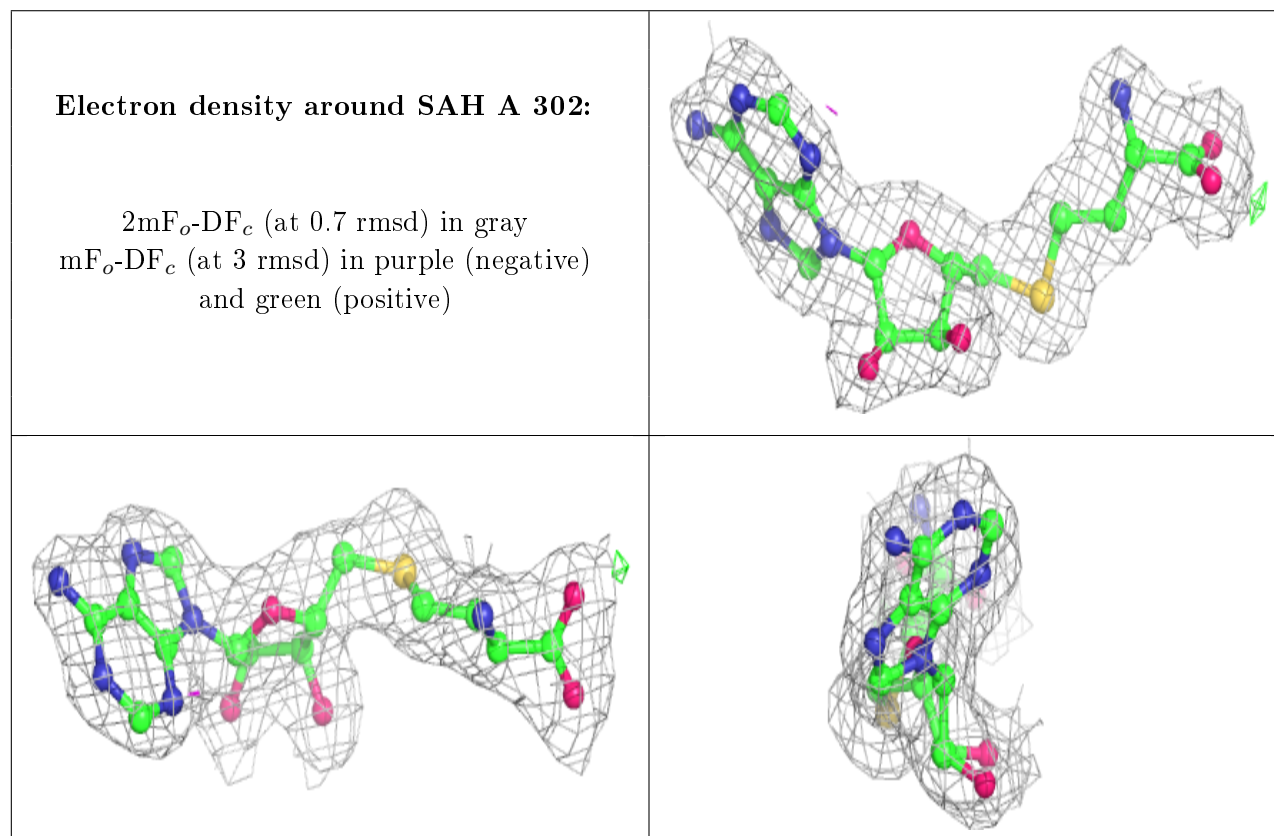 Electron density around SAH A 302:
2mFₒ-DF𝒸 (at 0.7 rmsd) in gray
mFₒ-DF𝒸 (at 3 rmsd) in purple (negative)
and green (positive)